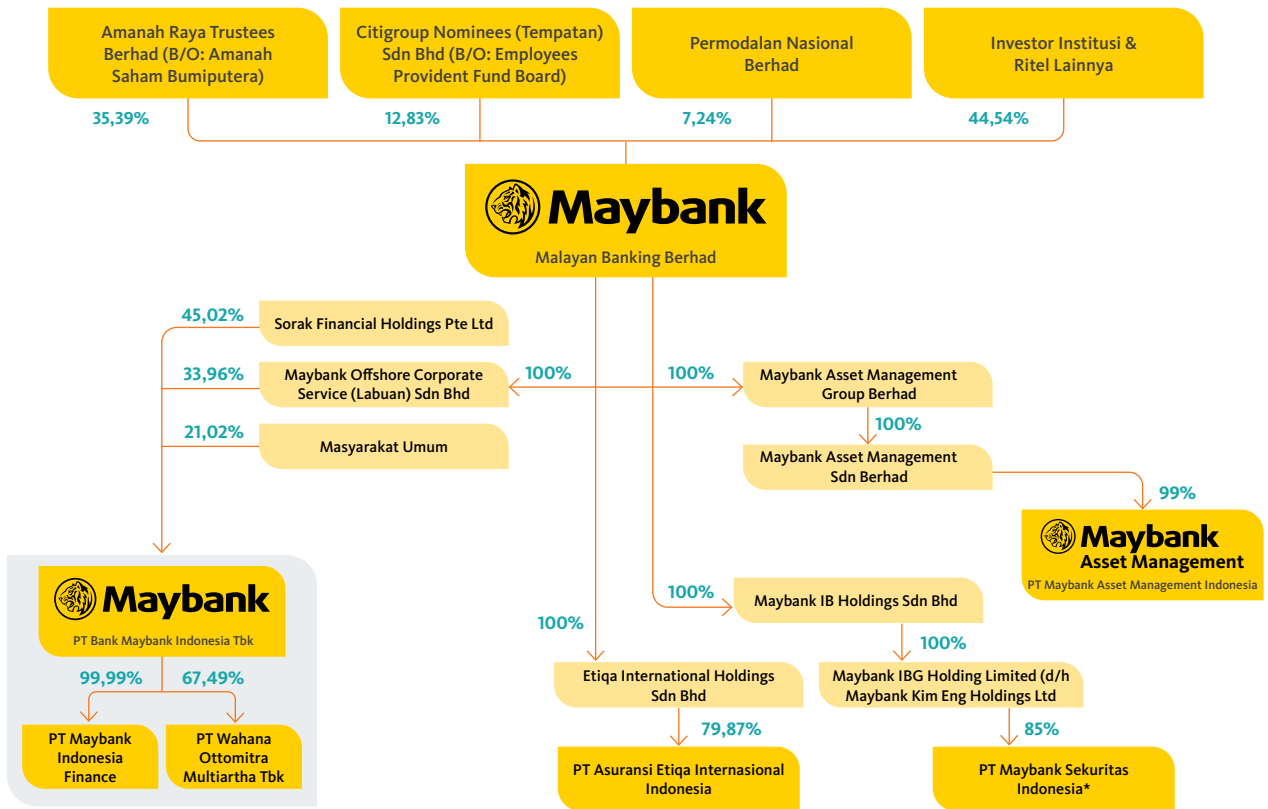 Amanah Raya Trustees
Berhad (B/O: Amanah
Saham Bumiputera)
Citigroup Nominees (Tempatan)
Sdn Bhd (B/O: Employees
Provident Fund Board)
Permodalan Nasional
Berhad
Investor Institusi &
Ritel Lainnya
35,39%
12,83%
7,24%
44,54%
Maybank
Malayan Banking Berhad
45,02%
Sorak Financial Holdings Pte Ltd
33,96%
Maybank Offshore Corporate
Service (Labuan) Sdn Bhd
100%
100%
Maybank Asset Management
Group Berhad
21,02%
Masyarakat Umum
100%
Maybank Asset Management
Sdn Berhad
99%
Maybank
Asset Management
PT Maybank Asset Management Indonesia
Maybank
PT Bank Maybank Indonesia Tbk
99,99%
67,49%
PT Maybank
Indonesia
Finance
PT Wahana
Ottomitra
Multiartha Tbk
100%
Maybank IB Holdings Sdn Bhd
100%
100%
Etiqa International Holdings
Sdn Bhd
Maybank IBG Holding Limited (d/h
Maybank Kim Eng Holdings Ltd
79,87%
85%
PT Asuransi Etiqa Internasional
Indonesia
PT Maybank Sekuritas
Indonesia*